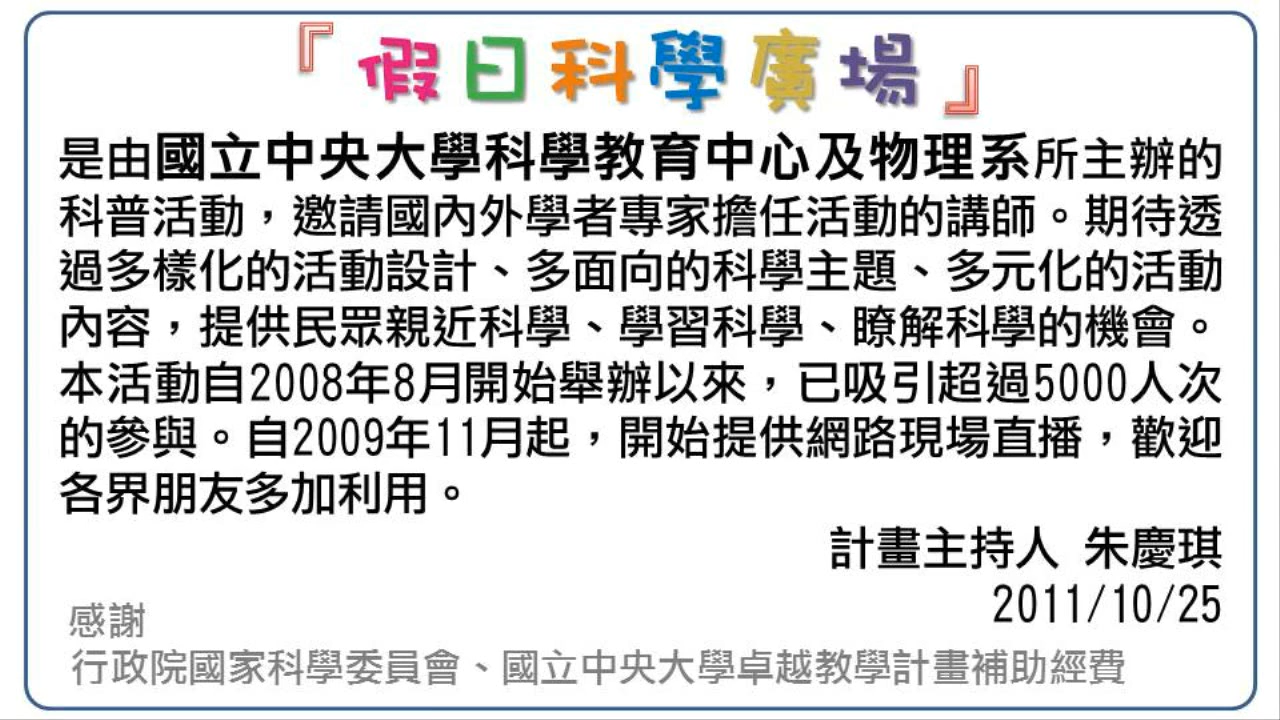 『假日科學廣場』
是由國立中央大學科學教育中心及物理系所主辦的
科普活動，邀請國內外學者專家擔任活動的講師。期待透
過多樣化的活動設計、多面向的科學主題、多元化的活動
內容，提供民眾親近科學、學習科學、瞭解科學的機會。
本活動自2008年8月開始舉辦以來，已吸引超過5000人次
的參與。自2009年11月起，開始提供網路現場直播，歡迎
各界朋友多加利用。
計畫主持人 朱慶琪
2011/10/25
感謝
行政院國家科學委員會、國立中央大學卓越教學計畫補助經費